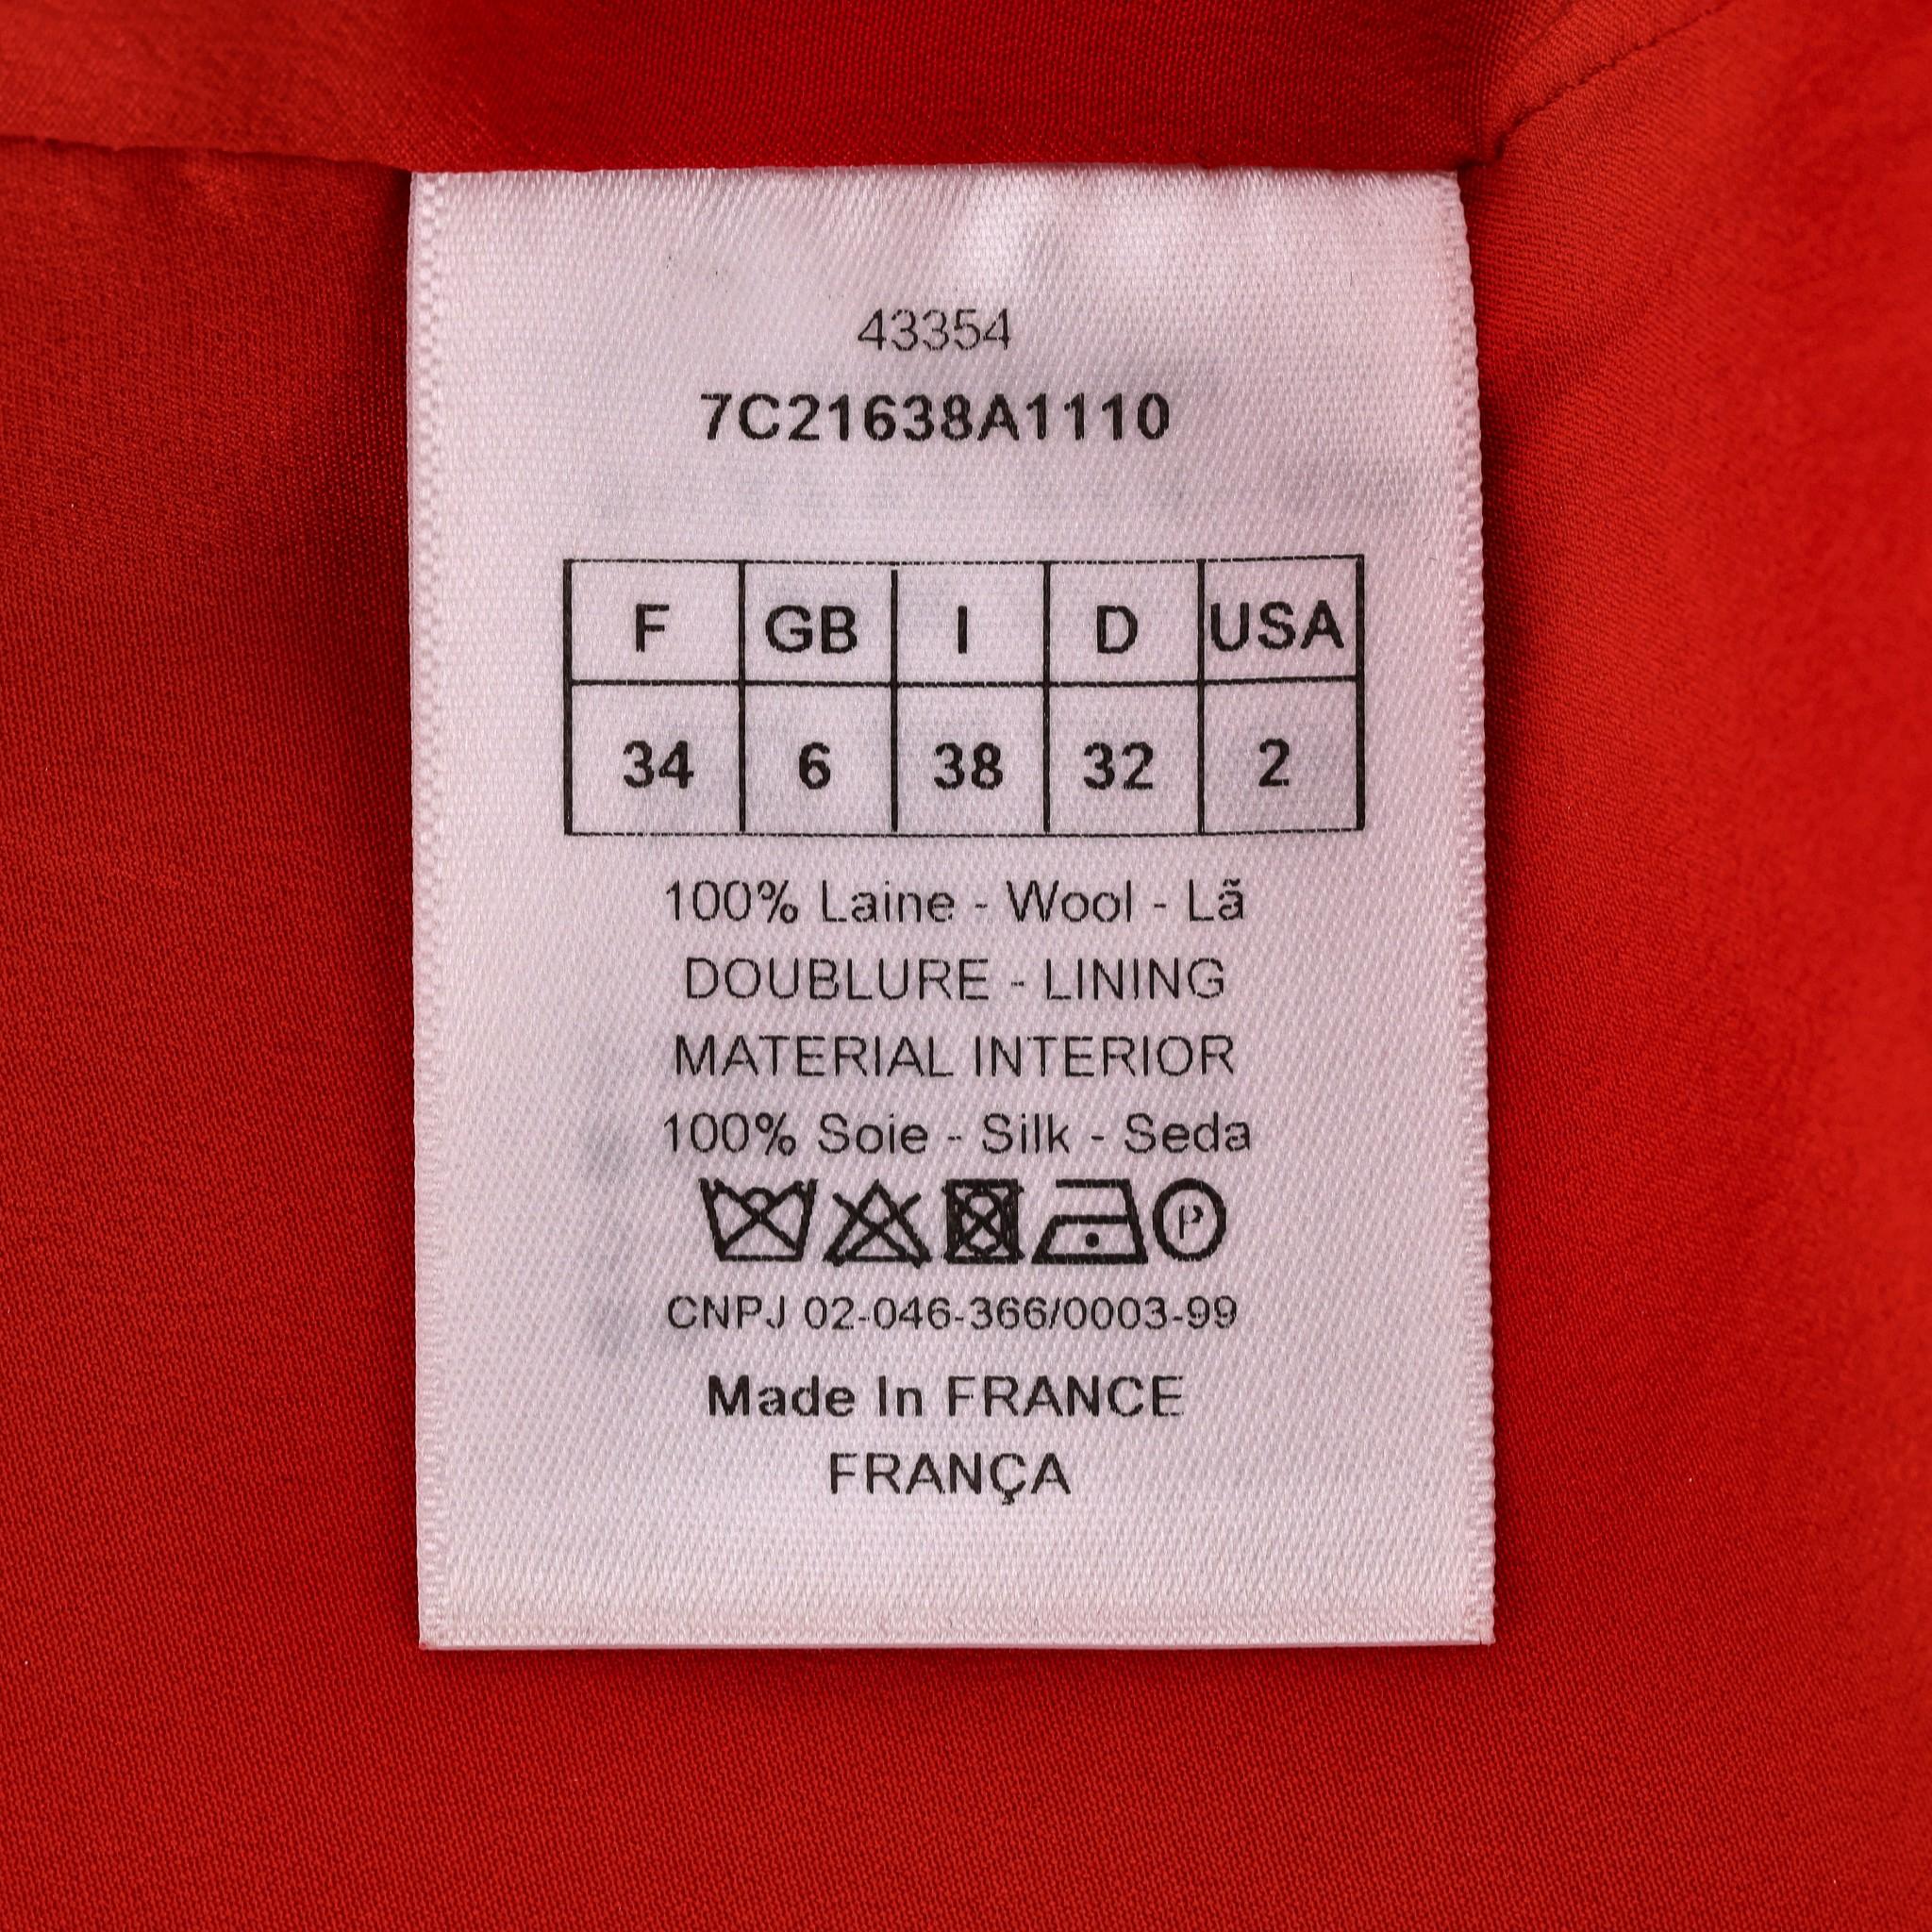 43354
7C21638A1110
F GB I D USA
34 6 38 32 2
100% Laine - Wool - Lã
DOUBLURE - LINING
MATERIAL INTERIOR
100% Soie - Silk - Seda
P
CNPJ 02-046-366/0003-99
Made In FRANCE
FRANÇA